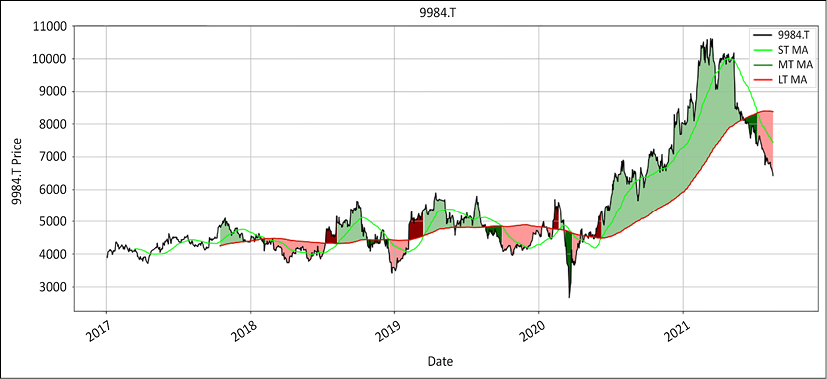 9984.T
11000
10000
9000
8000
7000
6000
5000
4000
3000
9984.T Price
9984.T
ST MA
MT MA
LT MA
2017
2018
2019
2020
2021
Date